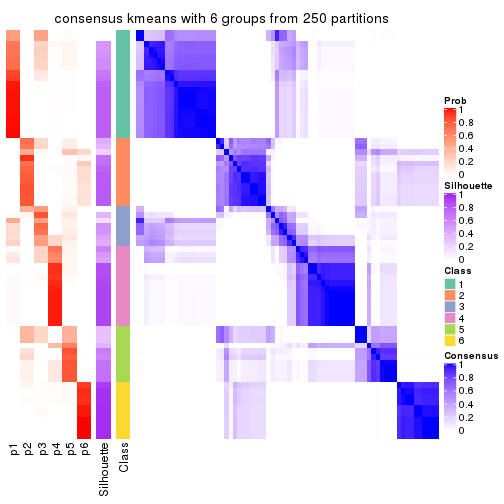 consensus kmeans with 6 groups from 250 partitions
Prob
1
0.8
0.6
0.4
0.2
0
Silhouette
1
0.8
0.6
0.4
0.2
0
Class
1
2
3
4
5
6
Consensus
1
0.8
0.6
0.4
0.2
0
p1
p2
p3
p4
p5
p6
Silhouette
Class